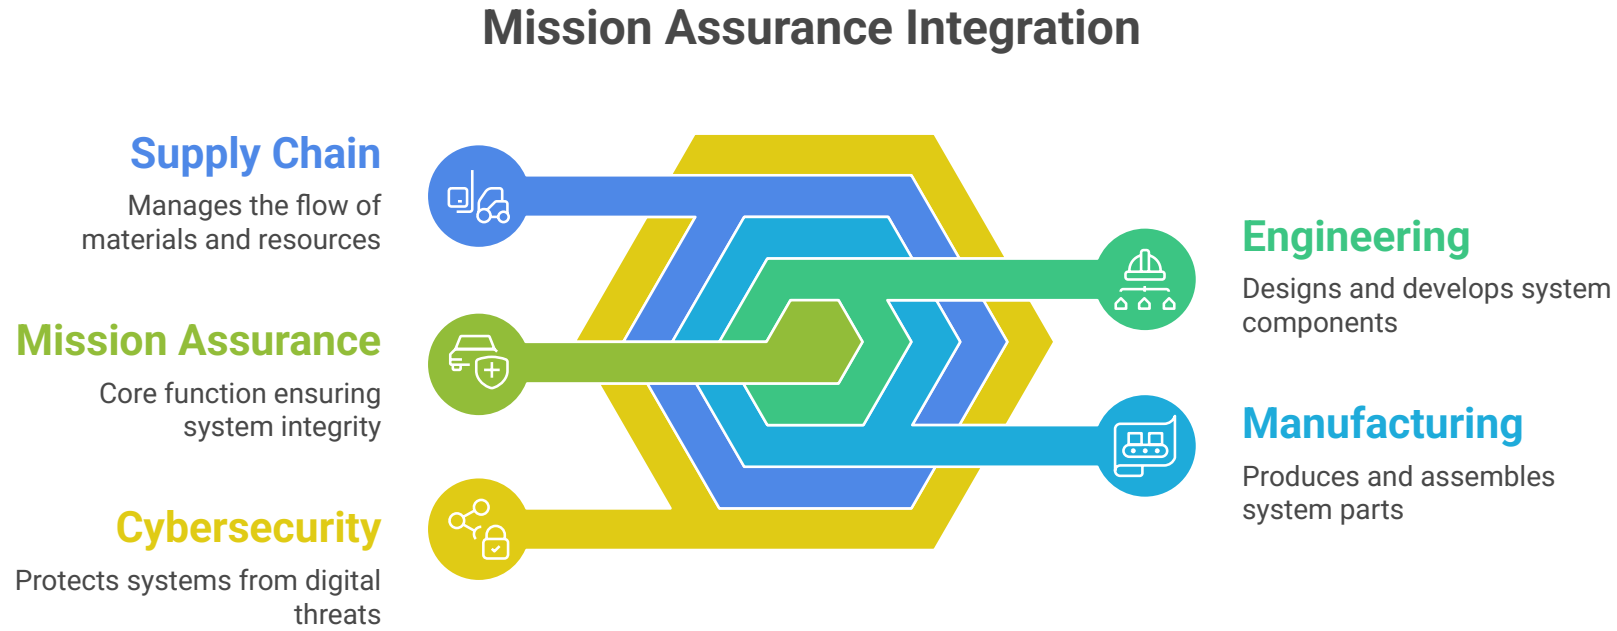 Mission Assurance Integration
Supply Chain
Manages the flow of
materials and resources
Mission Assurance
Core function ensuring
system integrity
Cybersecurity
Protects systems from digital
threats
Engineering
Designs and develops system
components
Manufacturing
Produces and assembles
system parts